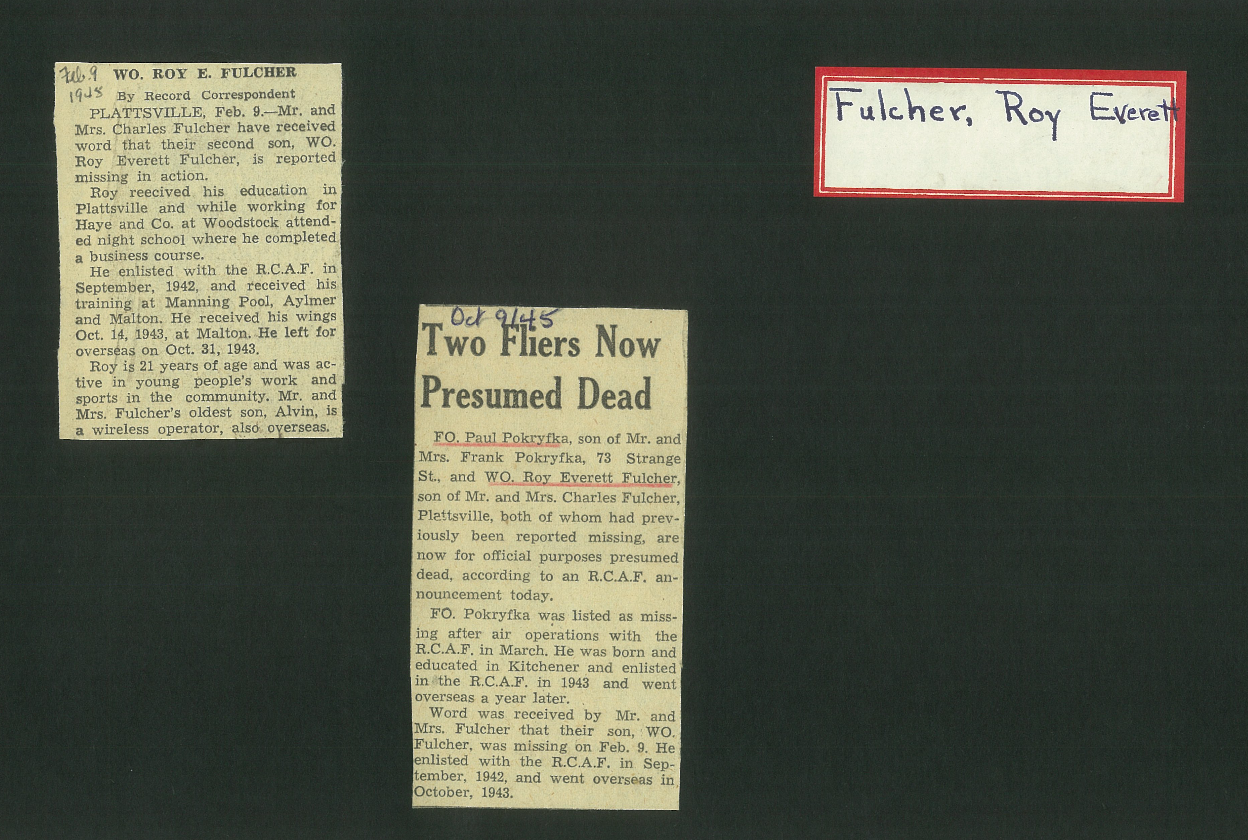 Feb. 9
1945
WO. ROY E. FULCHER
By Record Correspondent
PLATTSVILLE, Feb. 9.—Mr. and
Mrs. Charles Fulcher have received
word that their second son, WO.
Roy Everett Fulcher, is reported
missing in action.
Roy reecived his education in
Plattsville and while working for
Haye and Co. at Woodstock attend-
ed night school where he completed
a business course.
He enlisted with the R.C.A.F. in
September, 1942, and received his
training at Manning Pool, Aylmer
and Malton. He received his wings
Oct. 14, 1943, at Malton. He left for
overseas on Oct. 31, 1943.
Roy is 21 years of age and was ac-
tive in young people's work and
sports in the community. Mr. and
Mrs. Fulcher's oldest son, Alvin, is
a wireless operator, also overseas.
Fulcher, Roy Everett
Oct 9/45
Two Fliers Now
Presumed Dead
FO. Paul Pokryfka, son of Mr. and
Mrs. Frank Pokryfka, 73 Strange
St., and WO. Roy Everett Fulcher,
son of Mr. and Mrs. Charles Fulcher,
Plattsville, both of whom had prev-
iously been reported missing, are
now for official purposes presumed
dead, according to an R.C.A.F. an-
nouncement today.
FO. Pokryfka was listed as miss-
ing after air operations with the
R.C.A.F. in March. He was born and
educated in Kitchener and enlisted
in the R.C.A.F. in 1943 and went
overseas a year later.
Word was received by Mr. and
Mrs. Fulcher that their son, WO.
Fulcher, was missing on Feb. 9. He
enlisted with the R.C.A.F. in Sep-
tember, 1942, and went overseas in
October, 1943.